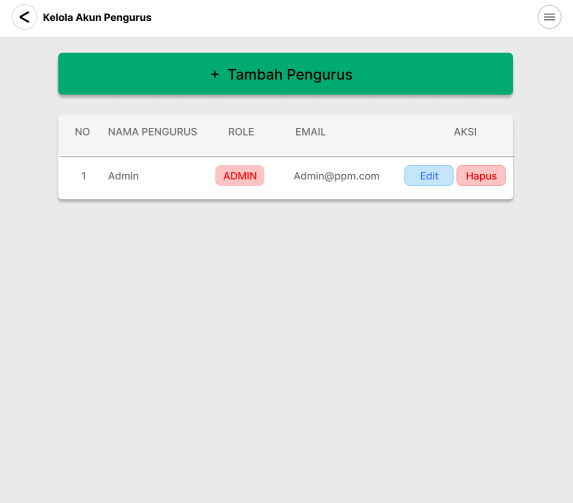 Kelola Akun Pengurus
+ Tambah Pengurus
NO NAMA PENGURUS ROLE EMAIL AKSI
1 Admin ADMIN Admin@ppm.com Edit Hapus